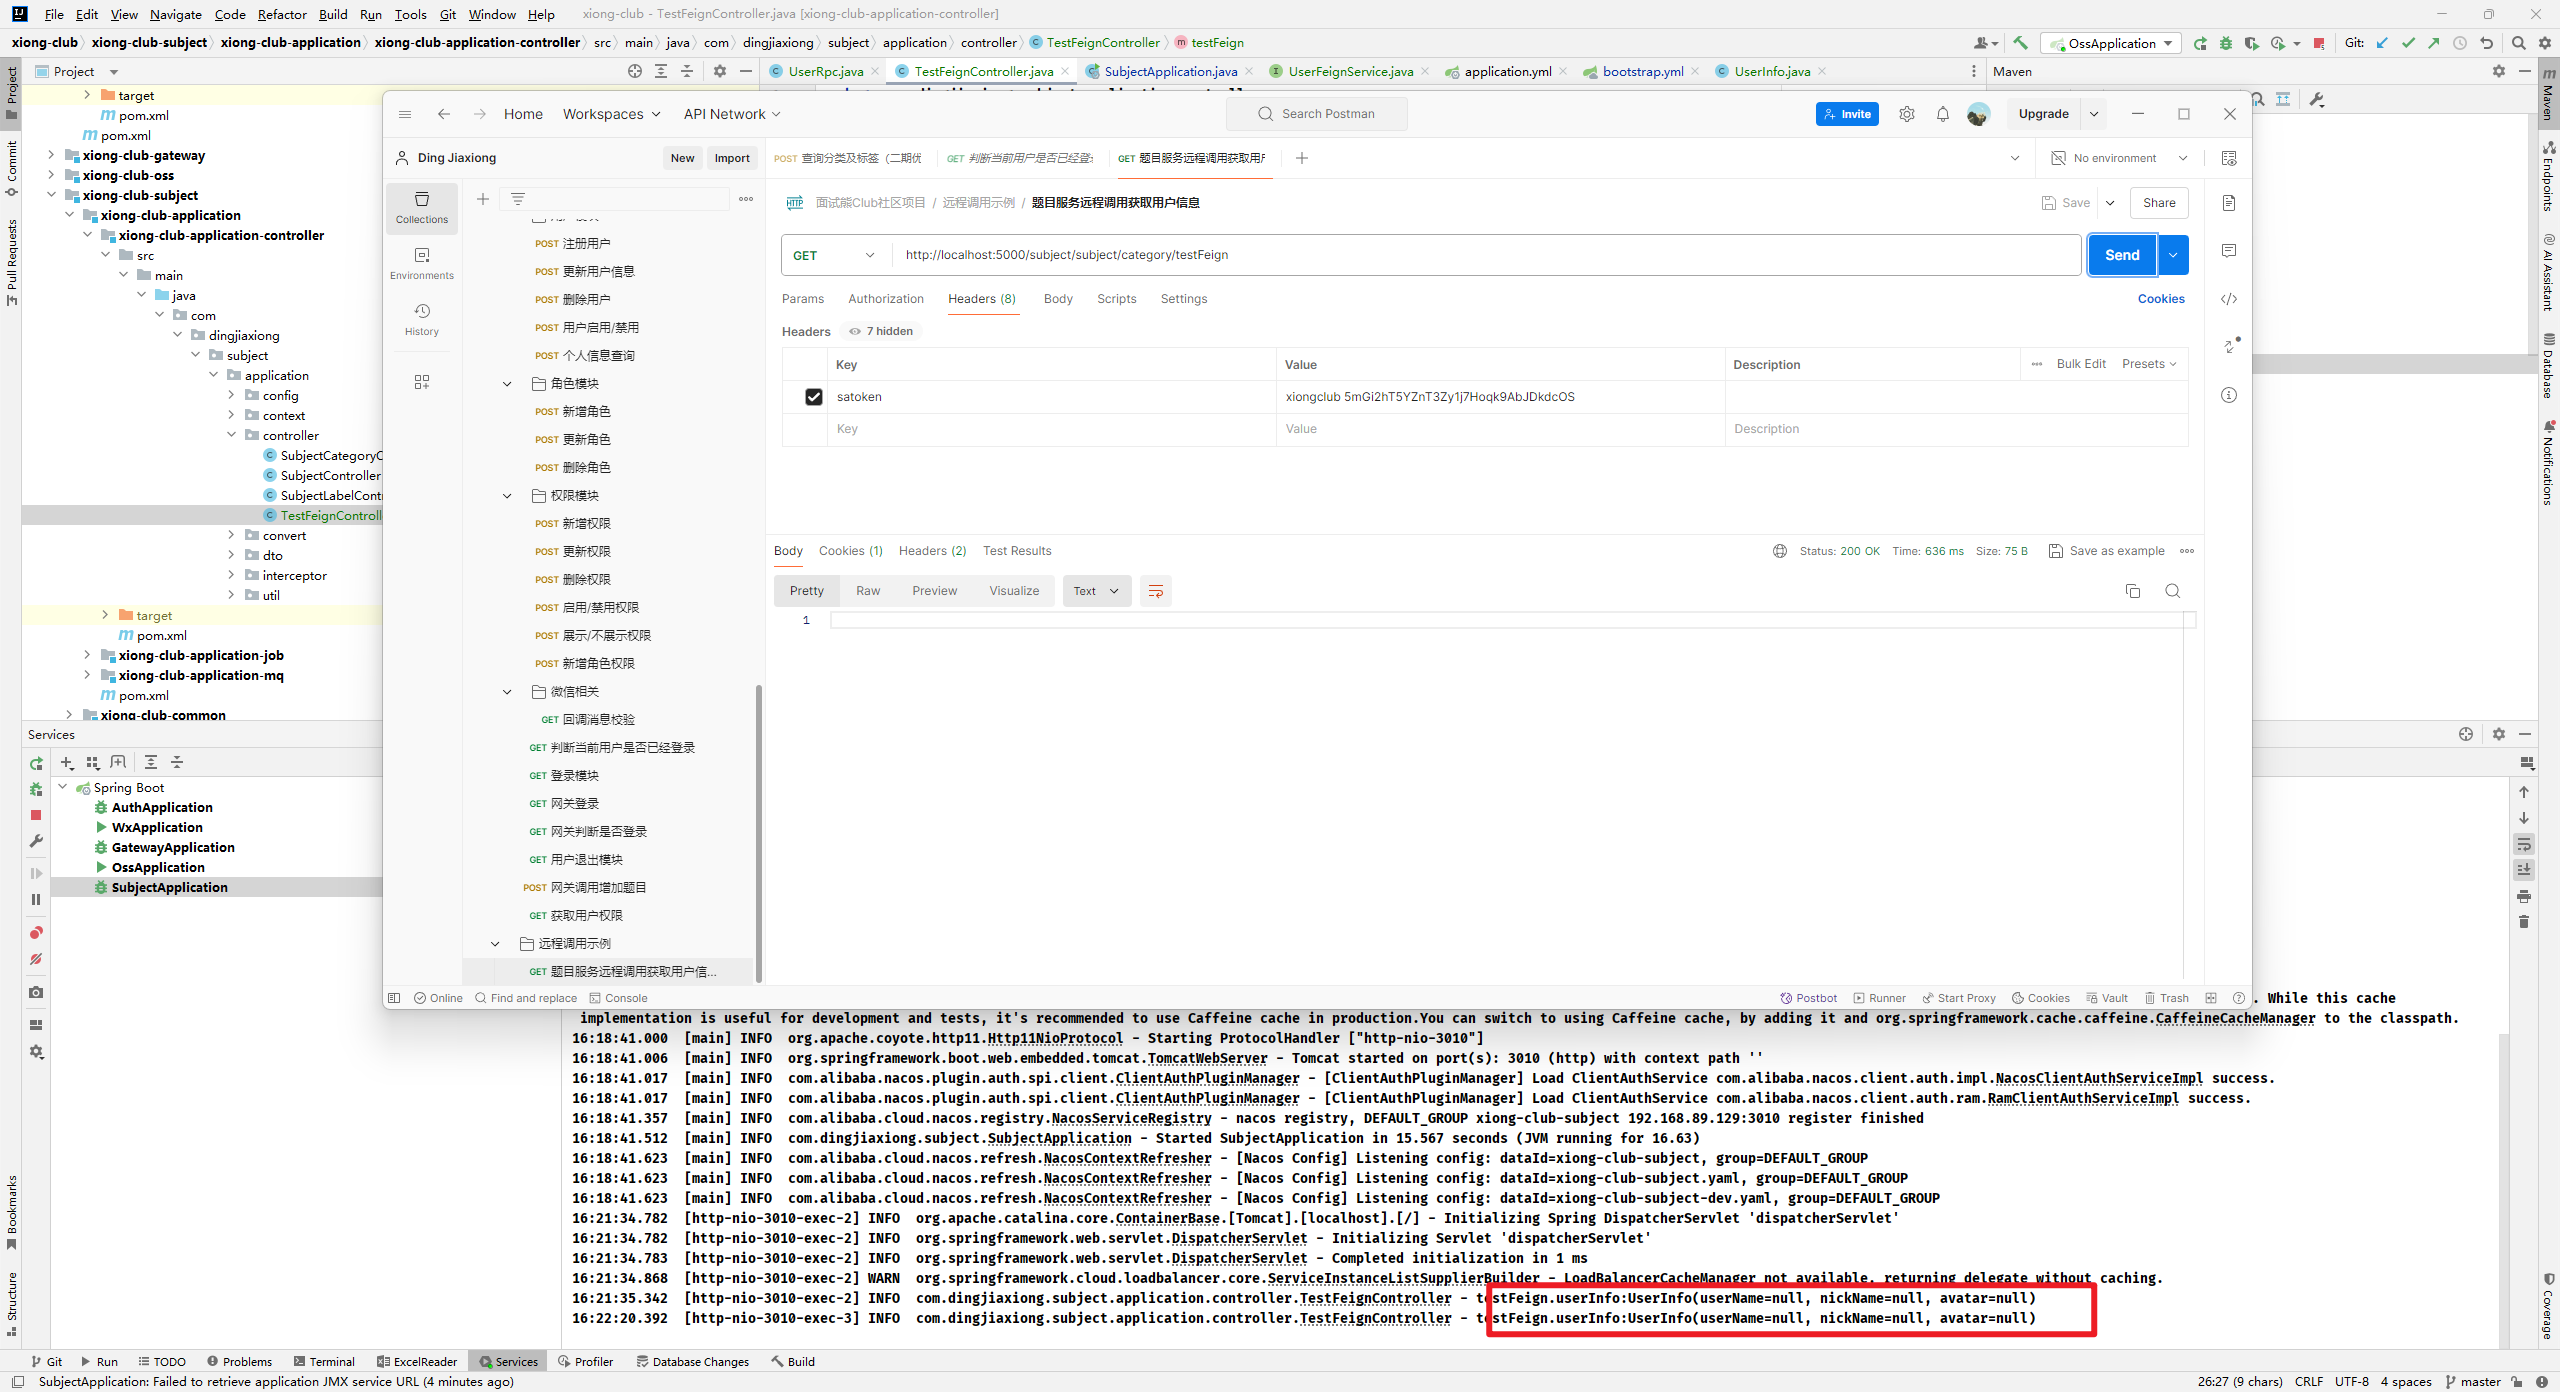 File Edit View Navigate Code Refactor Build Run Tools Git Window Help xiong-club - TestFeignController.java [xiong-club-application-controller]
xiong-club xiong-club-subject xiong-club-application xiong-club-application-controller src main java com dingjiaxiong subject application controller TestFeignController testFeign OssApplication Git:
Project UserRpc.java TestFeignController.java SubjectApplication.java UserFeignService.java application.yml bootstrap.yml UserInfo.java Maven
Project
Commit
Pull Requests
target
pom.xml
pom.xml
xiong-club-gateway
xiong-club-oss
xiong-club-subject
xiong-club-application
xiong-club-application-controller
src
main
java
com
dingjiaxiong
subject
application
config
context
controller
SubjectCategoryC
SubjectController
SubjectLabelCont
TestFeignControll
convert
dto
interceptor
util
target
pom.xml
xiong-club-application-job
xiong-club-application-mq
pom.xml
xiong-club-common
Home Workspaces API Network Search Postman Invite Upgrade
Ding Jiaxiong New Import
POST 查询分类及标签（二期优 GET 判断当前用户是否已经登 GET 题目服务远程调用获取用户 No environment
Collections
Environments
History
POST 注册用户
POST 更新用户信息
POST 删除用户
POST 用户启用/禁用
POST 个人信息查询
角色模块
POST 新增角色
POST 更新角色
POST 删除角色
权限模块
POST 新增权限
POST 更新权限
POST 删除权限
POST 启用/禁用权限
POST 展示/不展示权限
POST 新增角色权限
微信相关
GET 回调消息校验
GET 判断当前用户是否已经登录
GET 登录模块
GET 网关登录
GET 网关判断是否登录
GET 用户退出模块
POST 网关调用增加题目
GET 获取用户权限
远程调用示例
GET 题目服务远程调用获取用户信...
HTTP 面试熊Club社区项目 / 远程调用示例 / 题目服务远程调用获取用户信息 Save Share
GET http://localhost:5000/subject/subject/category/testFeign Send
Params Authorization Headers (8) Body Scripts Settings Cookies
Headers 7 hidden
Key Value Description Bulk Edit Presets
satoken xiongclub 5mGi2hT5YZnT3Zy1j7Hoqk9AbJDkdcOS
Key Value Description
Body Cookies (1) Headers (2) Test Results Status: 200 OK Time: 636 ms Size: 75 B Save as example
Pretty Raw Preview Visualize Text
1
Online Find and replace Console Postbot Runner Start Proxy Cookies Vault Trash
Maven
Endpoints
AI Assistant
Database
Notifications
Coverage
Services
Spring Boot
AuthApplication
WxApplication
GatewayApplication
OssApplication
SubjectApplication
. While this cache
implementation is useful for development and tests, it's recommended to use Caffeine cache in production.You can switch to using Caffeine cache, by adding it and org.springframework.cache.caffeine.CaffeineCacheManager to the classpath.
16:18:41.000 [main] INFO org.apache.coyote.http11.Http11NioProtocol - Starting ProtocolHandler ["http-nio-3010"]
16:18:41.006 [main] INFO org.springframework.boot.web.embedded.tomcat.TomcatWebServer - Tomcat started on port(s): 3010 (http) with context path ''
16:18:41.017 [main] INFO com.alibaba.nacos.plugin.auth.spi.client.ClientAuthPluginManager - [ClientAuthPluginManager] Load ClientAuthService com.alibaba.nacos.client.auth.impl.NacosClientAuthServiceImpl success.
16:18:41.017 [main] INFO com.alibaba.nacos.plugin.auth.spi.client.ClientAuthPluginManager - [ClientAuthPluginManager] Load ClientAuthService com.alibaba.nacos.client.auth.ram.RamClientAuthServiceImpl success.
16:18:41.357 [main] INFO com.alibaba.cloud.nacos.registry.NacosServiceRegistry - nacos registry, DEFAULT_GROUP xiong-club-subject 192.168.89.129:3010 register finished
16:18:41.512 [main] INFO com.dingjiaxiong.subject.SubjectApplication - Started SubjectApplication in 15.567 seconds (JVM running for 16.63)
16:18:41.623 [main] INFO com.alibaba.cloud.nacos.refresh.NacosContextRefresher - [Nacos Config] Listening config: dataId=xiong-club-subject, group=DEFAULT_GROUP
16:18:41.623 [main] INFO com.alibaba.cloud.nacos.refresh.NacosContextRefresher - [Nacos Config] Listening config: dataId=xiong-club-subject.yaml, group=DEFAULT_GROUP
16:18:41.623 [main] INFO com.alibaba.cloud.nacos.refresh.NacosContextRefresher - [Nacos Config] Listening config: dataId=xiong-club-subject-dev.yaml, group=DEFAULT_GROUP
16:21:34.782 [http-nio-3010-exec-2] INFO org.apache.catalina.core.ContainerBase.[Tomcat].[localhost].[/] - Initializing Spring DispatcherServlet 'dispatcherServlet'
16:21:34.782 [http-nio-3010-exec-2] INFO org.springframework.web.servlet.DispatcherServlet - Initializing Servlet 'dispatcherServlet'
16:21:34.783 [http-nio-3010-exec-2] INFO org.springframework.web.servlet.DispatcherServlet - Completed initialization in 1 ms
16:21:34.868 [http-nio-3010-exec-2] WARN org.springframework.cloud.loadbalancer.core.ServiceInstanceListSupplierBuilder - LoadBalancerCacheManager not available, returning delegate without caching.
16:21:35.342 [http-nio-3010-exec-2] INFO com.dingjiaxiong.subject.application.controller.TestFeignController - testFeign.userInfo:UserInfo(userName=null, nickName=null, avatar=null)
16:22:20.392 [http-nio-3010-exec-3] INFO com.dingjiaxiong.subject.application.controller.TestFeignController - testFeign.userInfo:UserInfo(userName=null, nickName=null, avatar=null)
Bookmarks
Structure
Git Run TODO Problems Terminal ExcelReader Services Profiler Database Changes Build
SubjectApplication: Failed to retrieve application JMX service URL (4 minutes ago) 26:27 (9 chars) CRLF UTF-8 4 spaces master